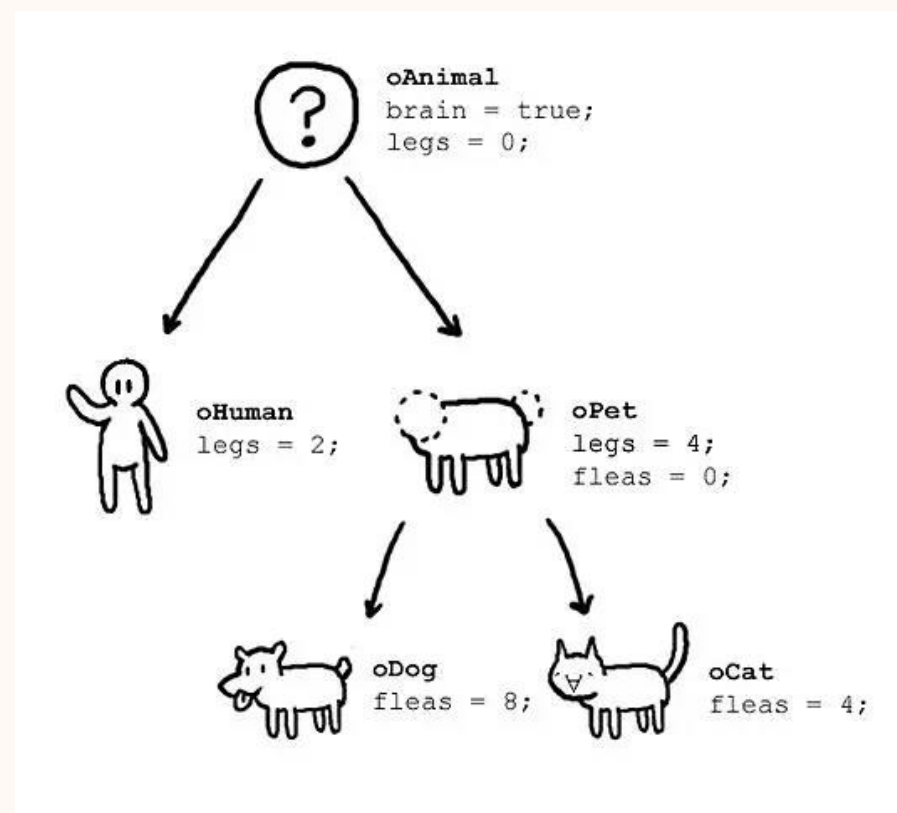 ?
oAnimal
brain = true;
legs = 0;
oHuman
legs = 2;
oPet
legs = 4;
fleas = 0;
oDog
fleas = 8;
oCat
fleas = 4;